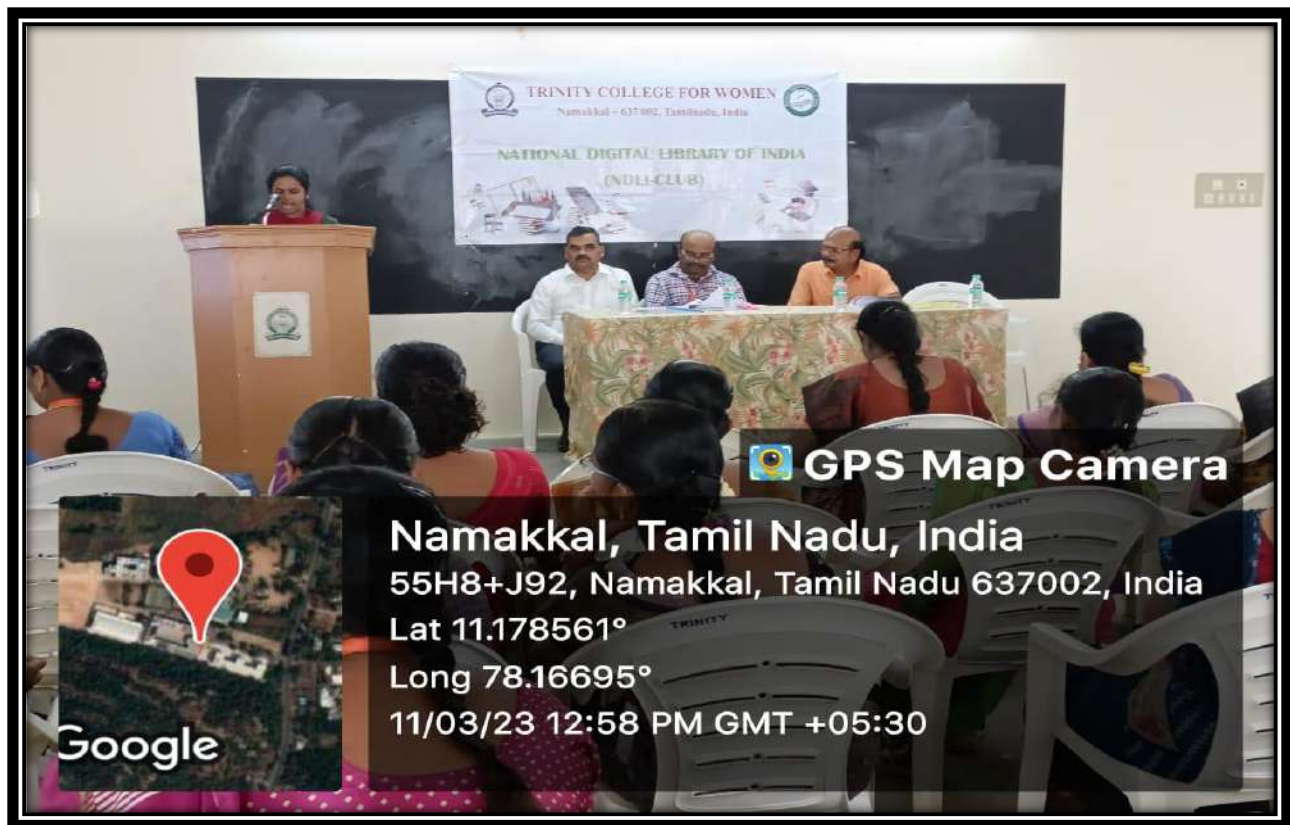 TRINITY COLLEGE FOR WOMEN
Namakkal – 637 002, Tamilnadu, India
NATIONAL DIGITAL LIBRARY OF INDIA
(NDLI-CLUB)
TRINITY
TRINITY
TRINITY
GPS Map Camera
Namakkal, Tamil Nadu, India
55H8+J92, Namakkal, Tamil Nadu 637002, India
Lat 11.178561°
Long 78.16695°
11/03/23 12:58 PM GMT +05:30
Google